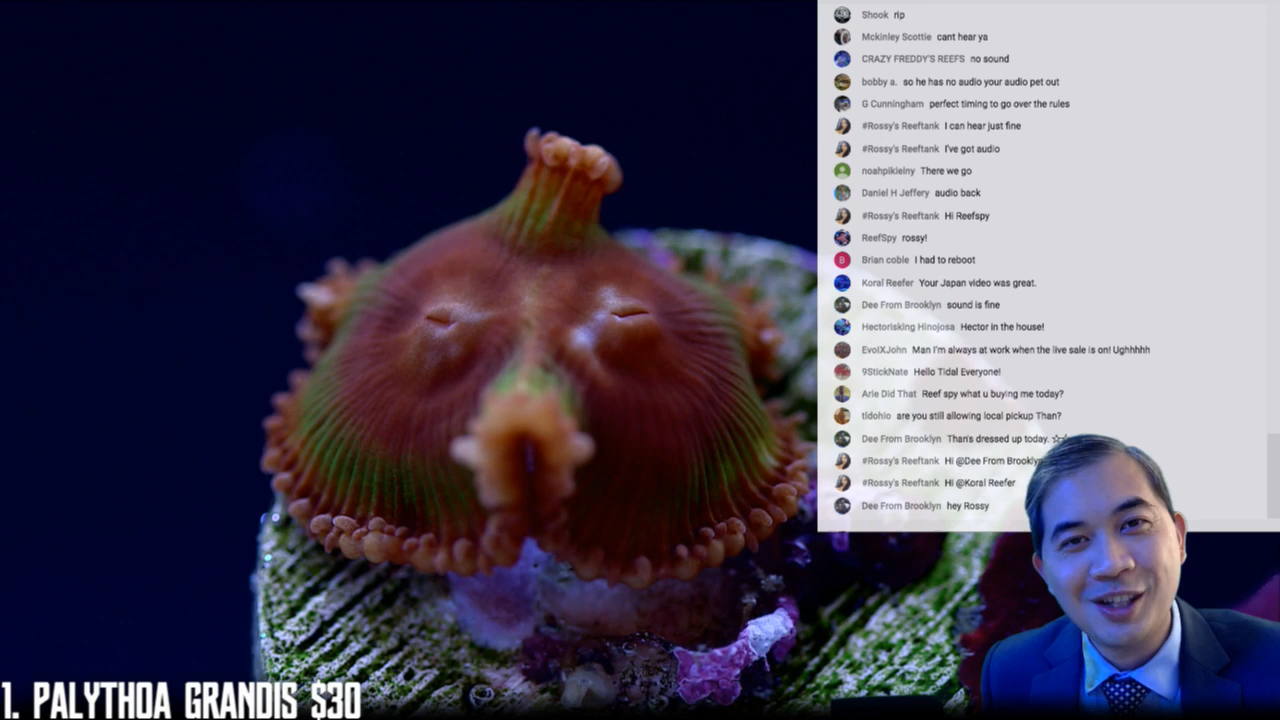 Shook rip
Mckinley Scottie cant hear ya
CRAZY FREDDY'S REEFS no sound
bobby a. so he has no audio your audio pet out
G Cunningham perfect timing to go over the rules
#Rossy's Reeftank I can hear just fine
#Rossy's Reeftank I've got audio
noahpikleiny There we go
Daniel H Jeffery audio back
#Rossy's Reeftank Hi Reefspy
ReefSpy rossy!
B Brian coble I had to reboot
Koral Reefer Your Japan video was great.
Dee From Brooklyn sound is fine
Hectorisking Hinojosa Hector in the house!
EvolXJohn Man I'm always at work when the live sale is on! Ughhhhh
9StickNate Hello Tidal Everyone!
Arie Did That Reef spy what u buying me today?
tidohio are you still allowing local pickup Than?
Dee From Brooklyn Than's dressed up today.
#Rossy's Reeftank Hi @Dee From Brooklyn
#Rossy's Reeftank Hi @Koral Reefer
Dee From Brooklyn hey Rossy
1. PALYTHOA GRANDIS $30